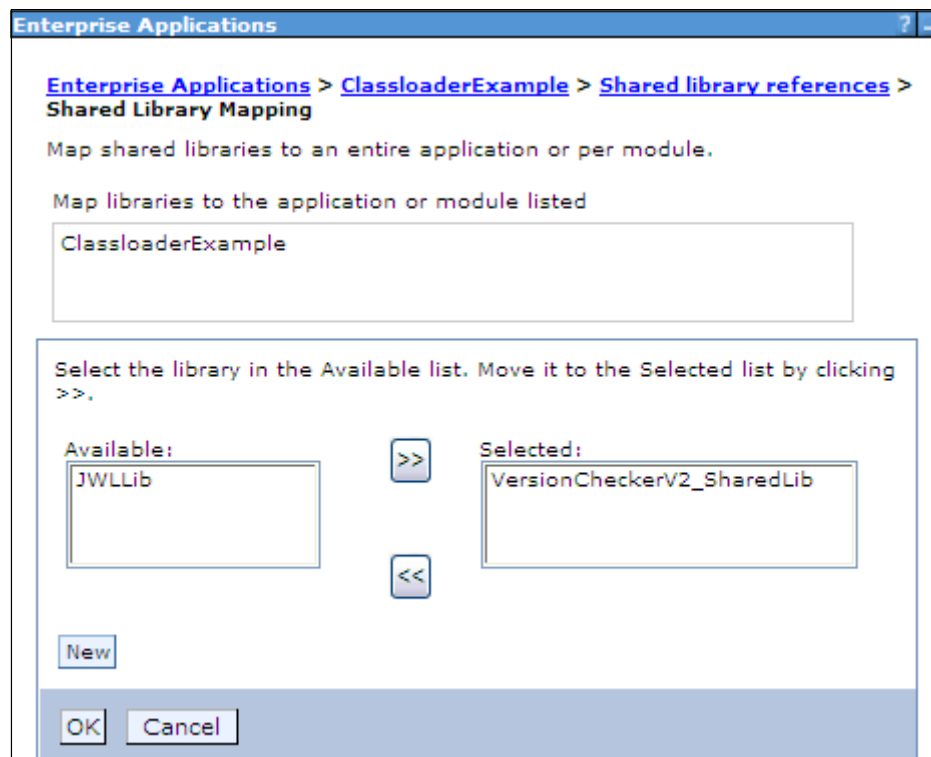 Enterprise Applications ? -
Enterprise Applications > ClassloaderExample > Shared library references >
Shared Library Mapping
Map shared libraries to an entire application or per module.
Map libraries to the application or module listed
ClassloaderExample
Select the library in the Available list. Move it to the Selected list by clicking
>>.
Available:
JWLLib
>>
<<
Selected:
VersionCheckerV2_SharedLib
New
OK Cancel